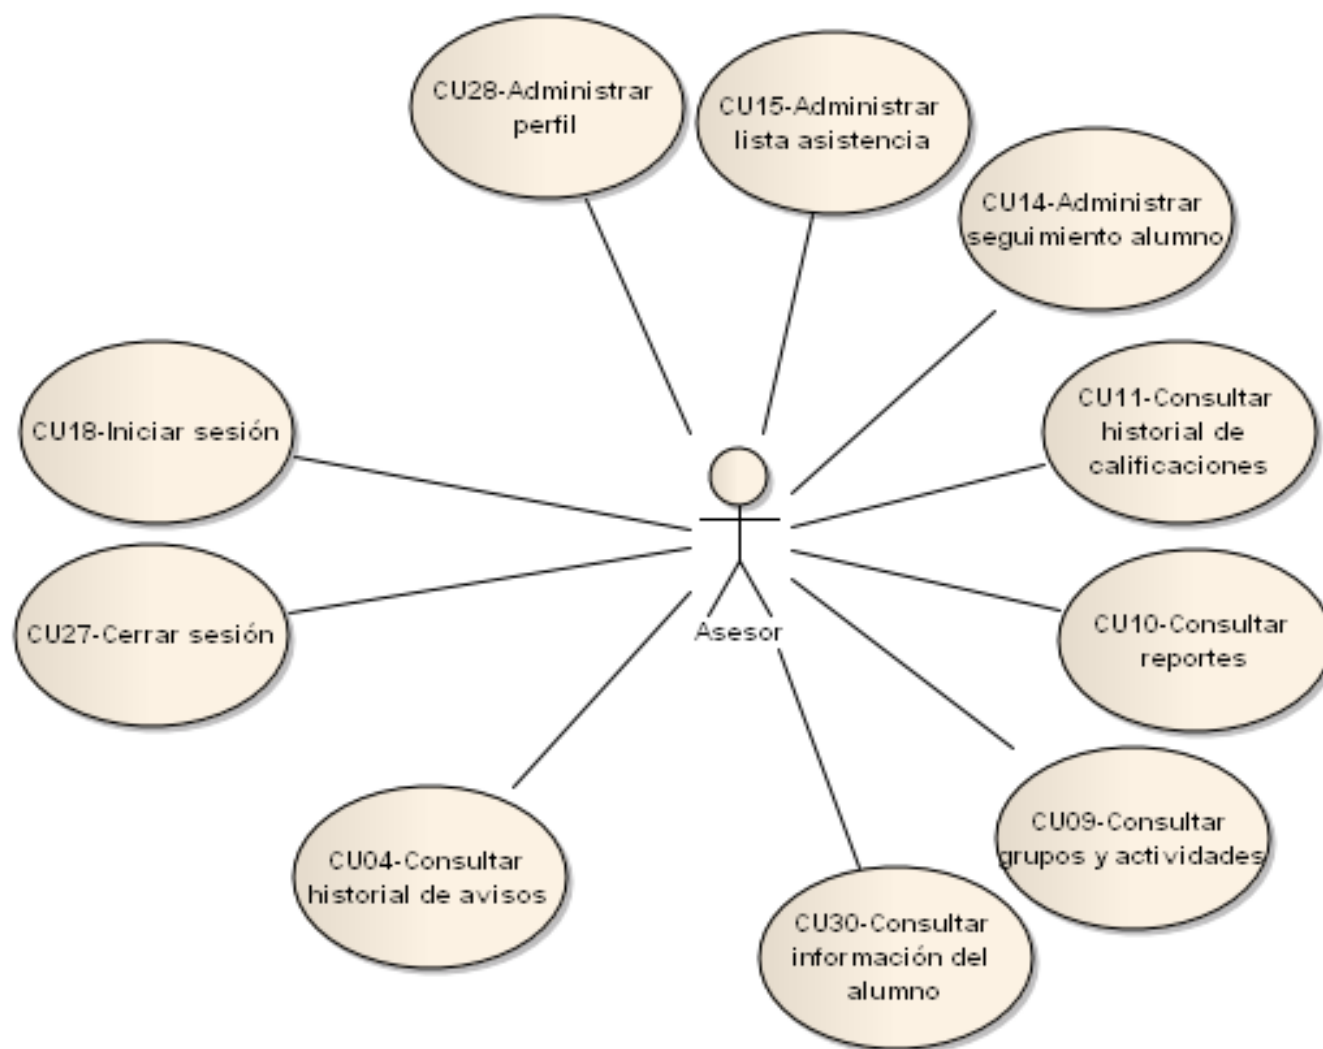 CU28-Administrar
perfil
CU15-Administrar
lista asistencia
CU14-Administrar
seguimiento alumno
CU18-Iniciar sesión
CU11-Consultar
historial de
calificaciones
CU27-Cerrar sesión
Asesor
CU10-Consultar
reportes
CU04-Consultar
historial de avisos
CU09-Consultar
grupos y actividades
CU30-Consultar
información del
alumno